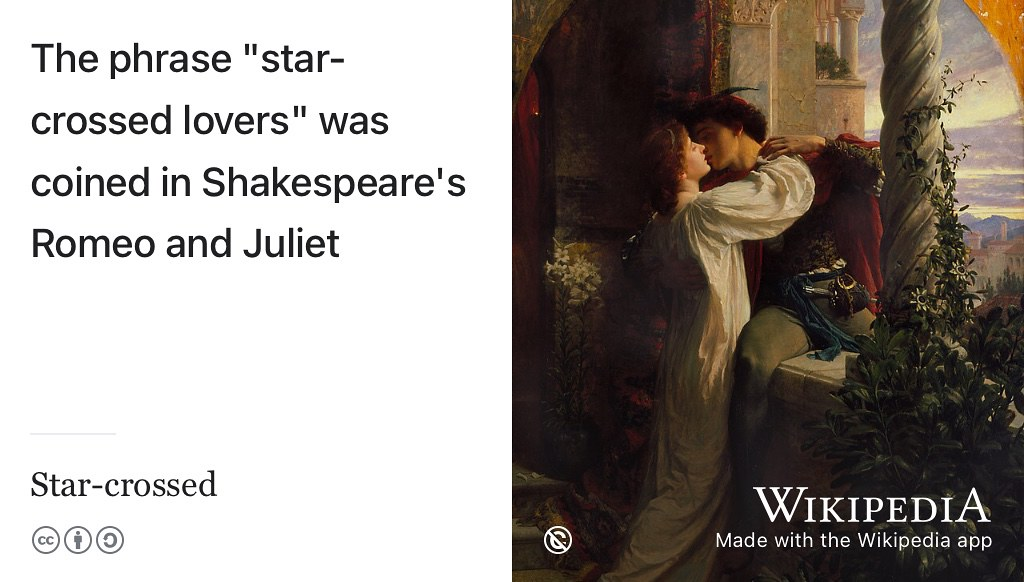 The phrase "star-
crossed lovers" was
coined in Shakespeare's
Romeo and Juliet
Star-crossed
cc
WIKIPEDIA
Made with the Wikipedia app